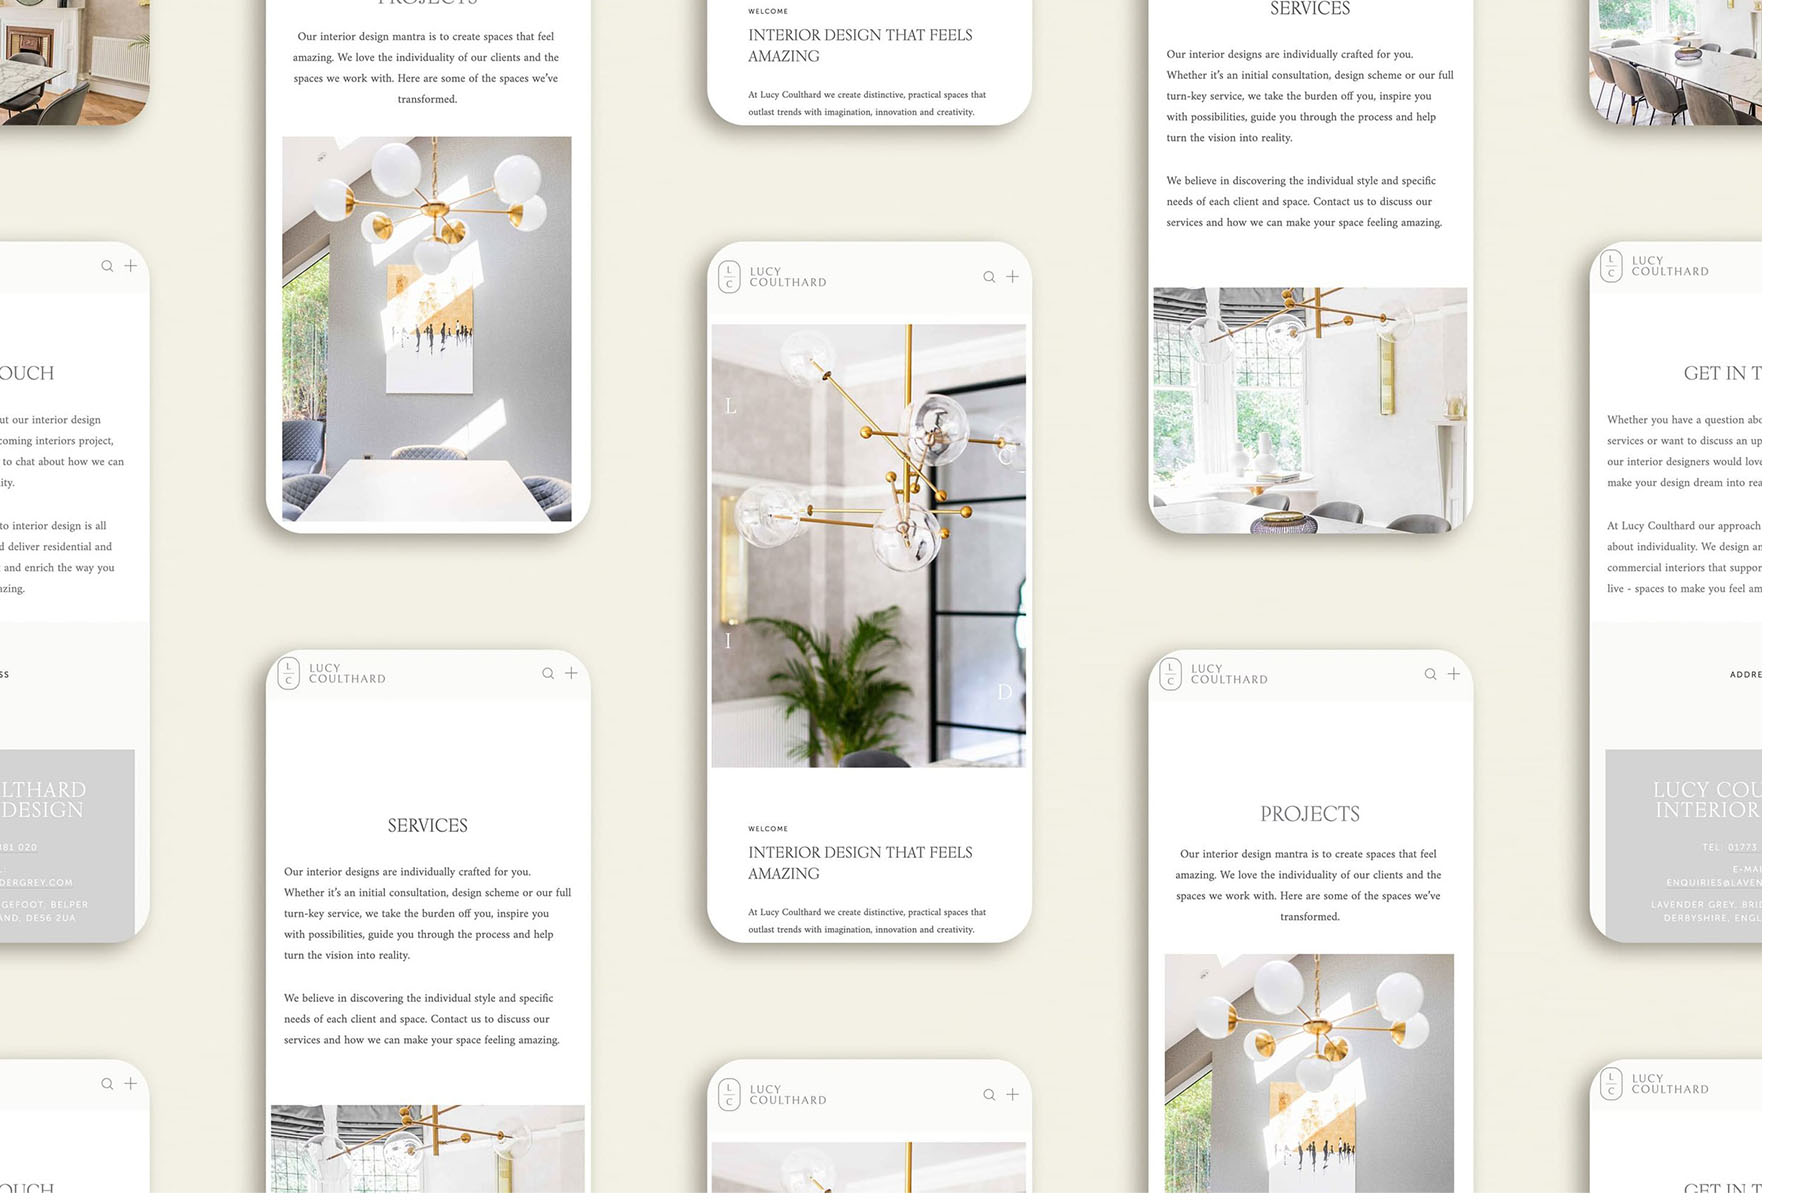 OUCH
ut our interior design
coming interiors project,
to chat about how we can
ity.
to interior design is all
d deliver residential and
and enrich the way you
azing.
SS
LTHARD
DESIGN
881 020
DERGREY.COM
GEFOOT, BELPER
AND, DE56 2UA
OUCH
PROJECTS
Our interior design mantra is to create spaces that feel
amazing. We love the individuality of our clients and the
spaces we work with. Here are some of the spaces we've
transformed.
L
C
LUCY
COULTHARD
SERVICES
Our interior designs are individually crafted for you.
Whether it's an initial consultation, design scheme or our full
turn-key service, we take the burden off you, inspire you
with possibilities, guide you through the process and help
turn the vision into reality.
We believe in discovering the individual style and specific
needs of each client and space. Contact us to discuss our
services and how we can make your space feeling amazing.
WELCOME
INTERIOR DESIGN THAT FEELS
AMAZING
At Lucy Coulthard we create distinctive, practical spaces that
outlast trends with imagination, innovation and creativity.
L
C
LUCY
COULTHARD
L
C
I
D
WELCOME
INTERIOR DESIGN THAT FEELS
AMAZING
At Lucy Coulthard we create distinctive, practical spaces that
outlast trends with imagination, innovation and creativity.
L
C
LUCY
COULTHARD
SERVICES
Our interior designs are individually crafted for you.
Whether it's an initial consultation, design scheme or our full
turn-key service, we take the burden off you, inspire you
with possibilities, guide you through the process and help
turn the vision into reality.
We believe in discovering the individual style and specific
needs of each client and space. Contact us to discuss our
services and how we can make your space feeling amazing.
L
C
LUCY
COULTHARD
PROJECTS
Our interior design mantra is to create spaces that feel
amazing. We love the individuality of our clients and the
spaces we work with. Here are some of the spaces we've
transformed.
L
C
LUCY
COULTHARD
GET IN T
Whether you have a question abo
services or want to discuss an up
our interior designers would love
make your design dream into rea
At Lucy Coulthard our approach
about individuality. We design an
commercial interiors that suppor
live - spaces to make you feel am
ADDRE
LUCY COU
INTERIOR
TEL: 01773
E-MAI
ENQUIRIES@LAVEN
LAVENDER GREY, BRID
DERBYSHIRE, ENGL
L
C
LUCY
COULTHARD
GET IN T